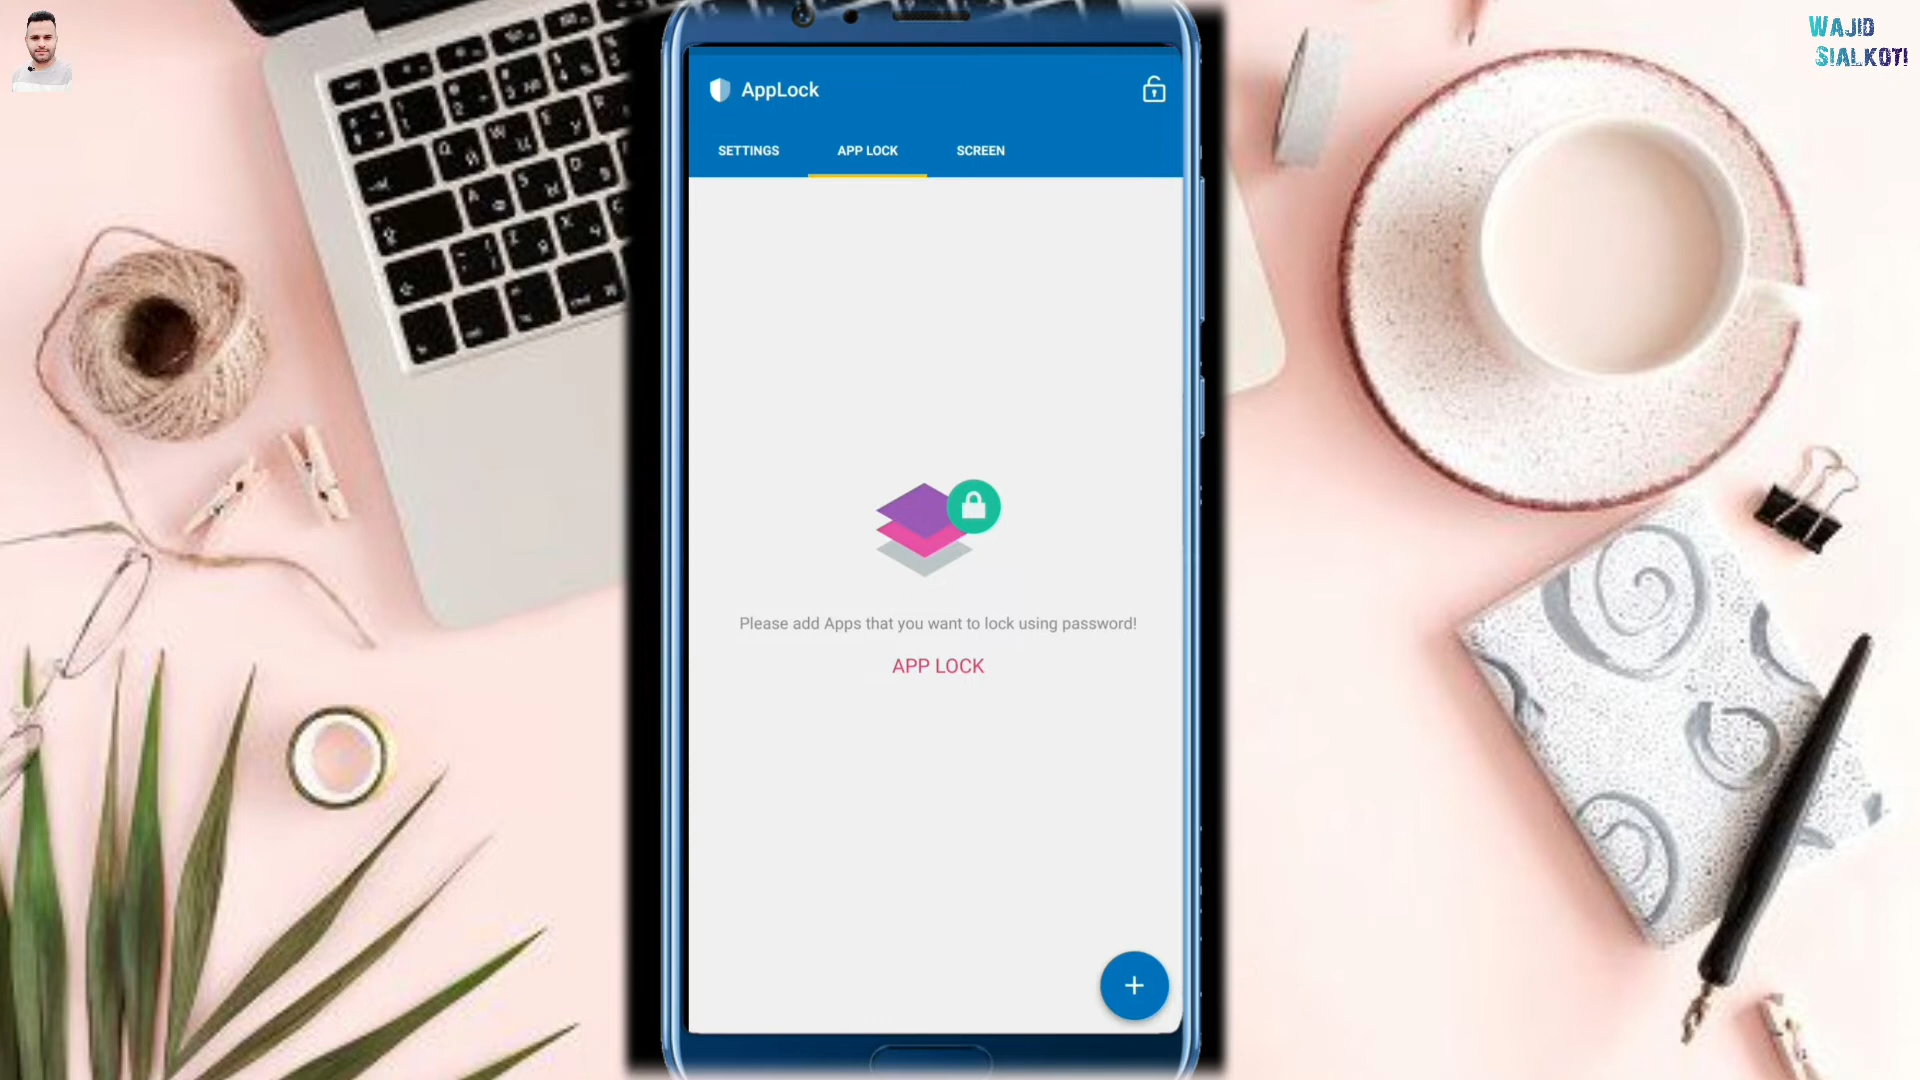 WAJID
SIALKOTI
AppLock
SETTINGS
APP LOCK
SCREEN
Please add Apps that you want to lock using password!
APP LOCK
+